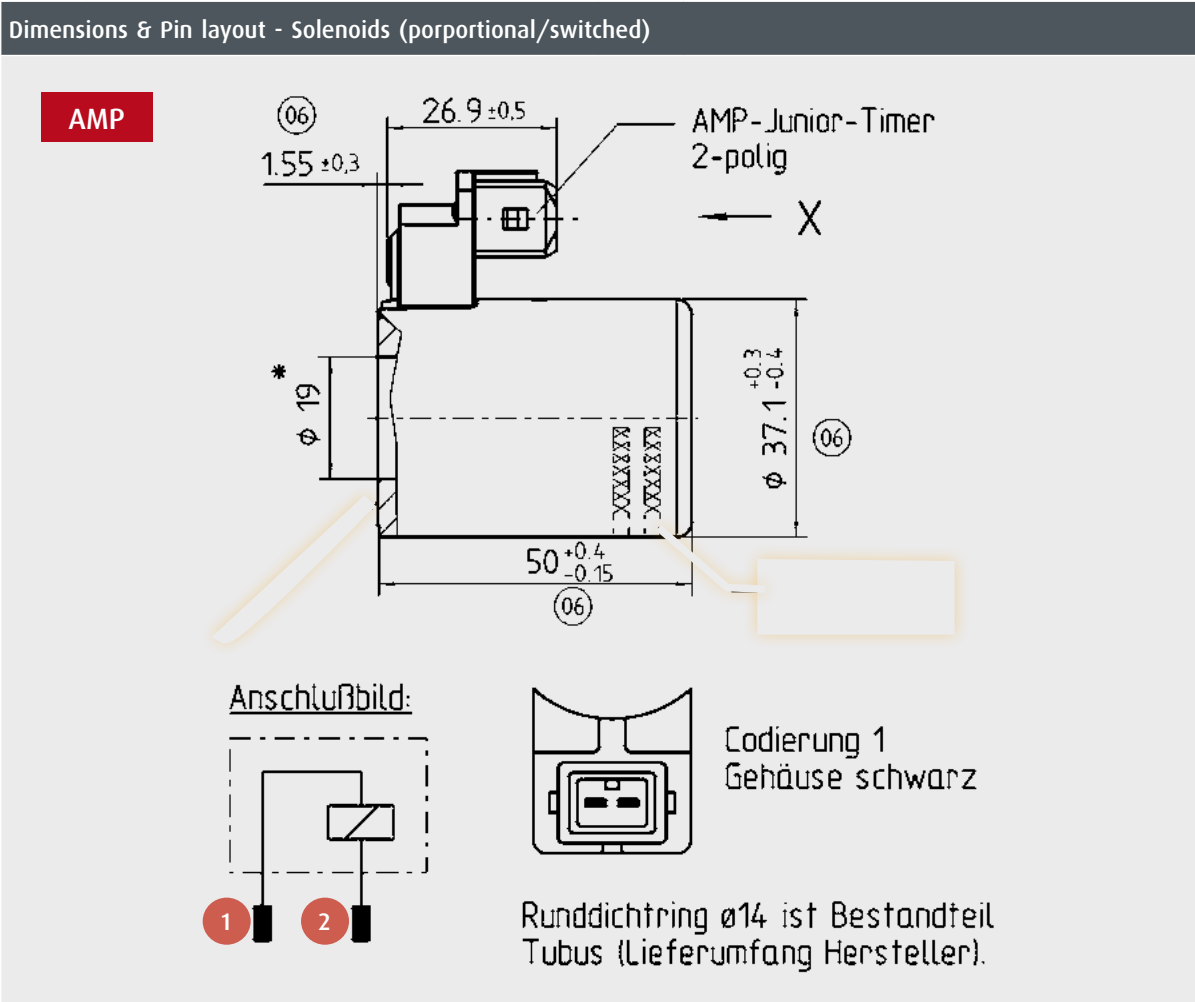 Dimensions & Pin layout - Solenoids (porportional/switched)
AMP
06
26.9 ±0,5
1.55 ±0,3
AMP-Junior-Timer
2-polig
X
*
ø 19
ø 37.1 +0.3 -0.4
06
50 +0.4 -0.15
06
Anschlußbild:
Codierung 1
Gehäuse schwarz
1
2
Runddichtring ø14 ist Bestandteil
Tubus (Lieferumfang Hersteller).